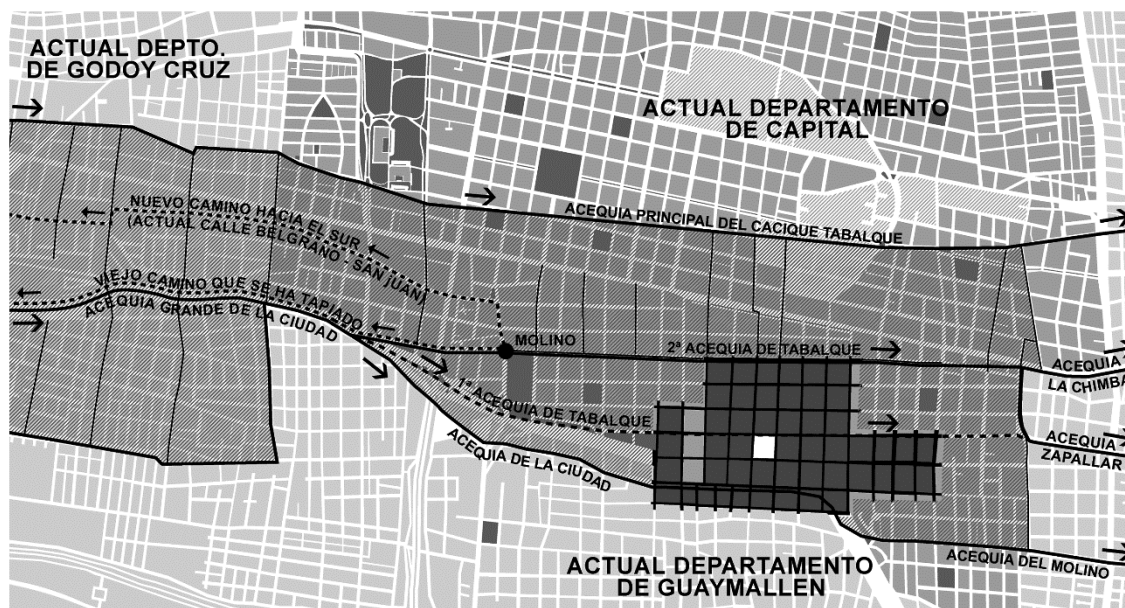 ACTUAL DEPTO.
DE GODOY CRUZ
ACTUAL DEPARTAMENTO
DE CAPITAL
NUEVO CAMINO HACIA EL SUR
(ACTUAL CALLE BELGRANO - SAN JUAN)
ACEQUIA PRINCIPAL DEL CACIQUE TABALQUE
VIEJO CAMINO QUE SE HA TAPIADO
ACEQUIA GRANDE DE LA CIUDAD
MOLINO
2ª ACEQUIA DE TABALQUE
1ª ACEQUIA DE TABALQUE
ACEQUIA
LA CHIMBA
ACEQUIA DE LA CIUDAD
ACEQUIA
ZAPALLAR
ACEQUIA DEL MOLINO
ACTUAL DEPARTAMENTO
DE GUAYMALLEN